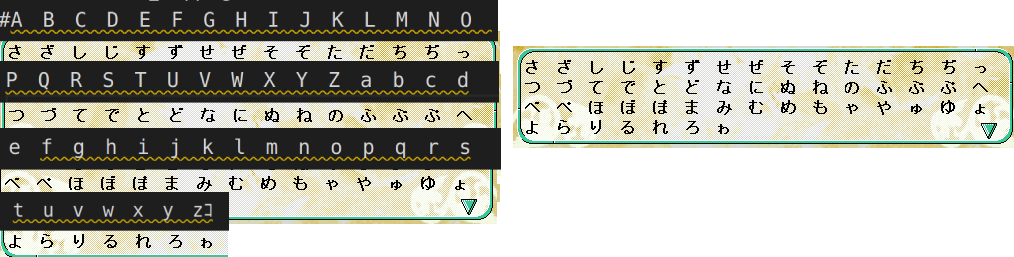 #A B C D E F G H I J K L M N O
さ ざ し じ す ず せ ぜ そ ぞ た だ ち ぢ っ
P Q R S T U V W X Y Z a b c d
つ づ て で と ど な に ぬ ね の ふ ぶ ぷ へ
e f g h i j k l m n o p q r s
べ ぺ ほ ぼ ぽ ま み む め も ゃ や ゅ ゆ ょ
t u v w x y zコ
よ ら り る れ ろ ゎ
さ ざ し じ す ず せ ぜ そ ぞ た だ ち ぢ っ
つ づ て で と ど な に ぬ ね の ふ ぶ ぷ へ
べ ぺ ほ ぼ ぽ ま み む め も ゃ や ゅ ゆ ょ
よ ら り る れ ろ ゎ